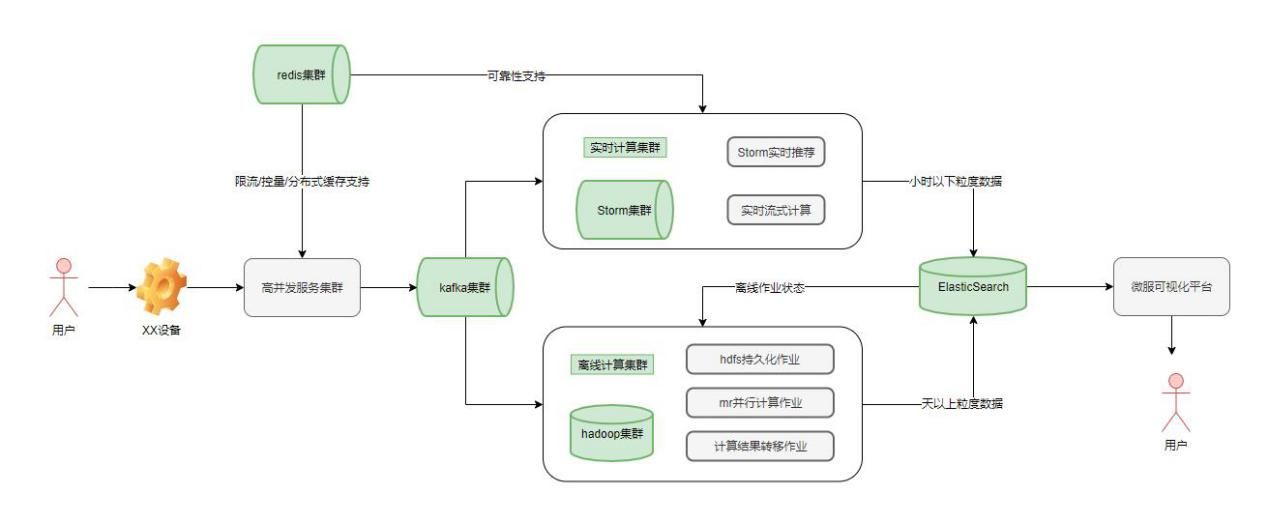 redis集群
可靠性支持
实时计算集群
Storm实时推荐
限流/控量/分布式缓存支持
小时以下粒度数据
Storm集群
实时流式计算
高并发服务集群
kafka集群
离线作业状态
ElasticSearch
微服可视化平台
用户
XX设备
离线计算集群
hdfs持久化作业
mr并行计算作业
天以上粒度数据
hadoop集群
计算结果转移作业
用户